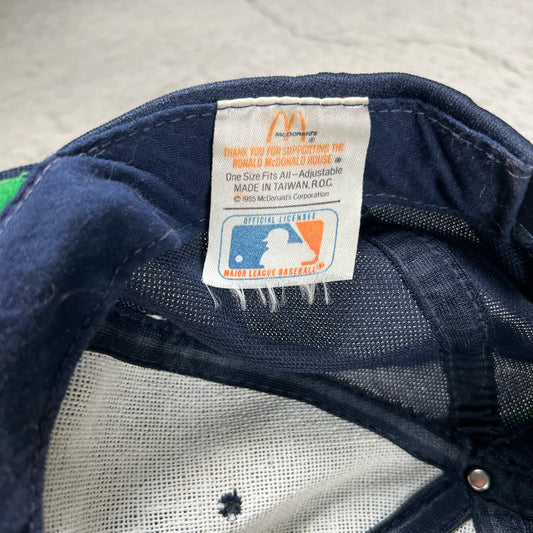 McDonald's ®
THANK YOU FOR SUPPORTING THE
RONALD McDONALD HOUSE ®
One Size Fits All—Adjustable
MADE IN TAIWAN, R.O.C.
© 1985 McDonald's Corporation
OFFICIAL LICENSEE
MAJOR LEAGUE BASEBALL ®